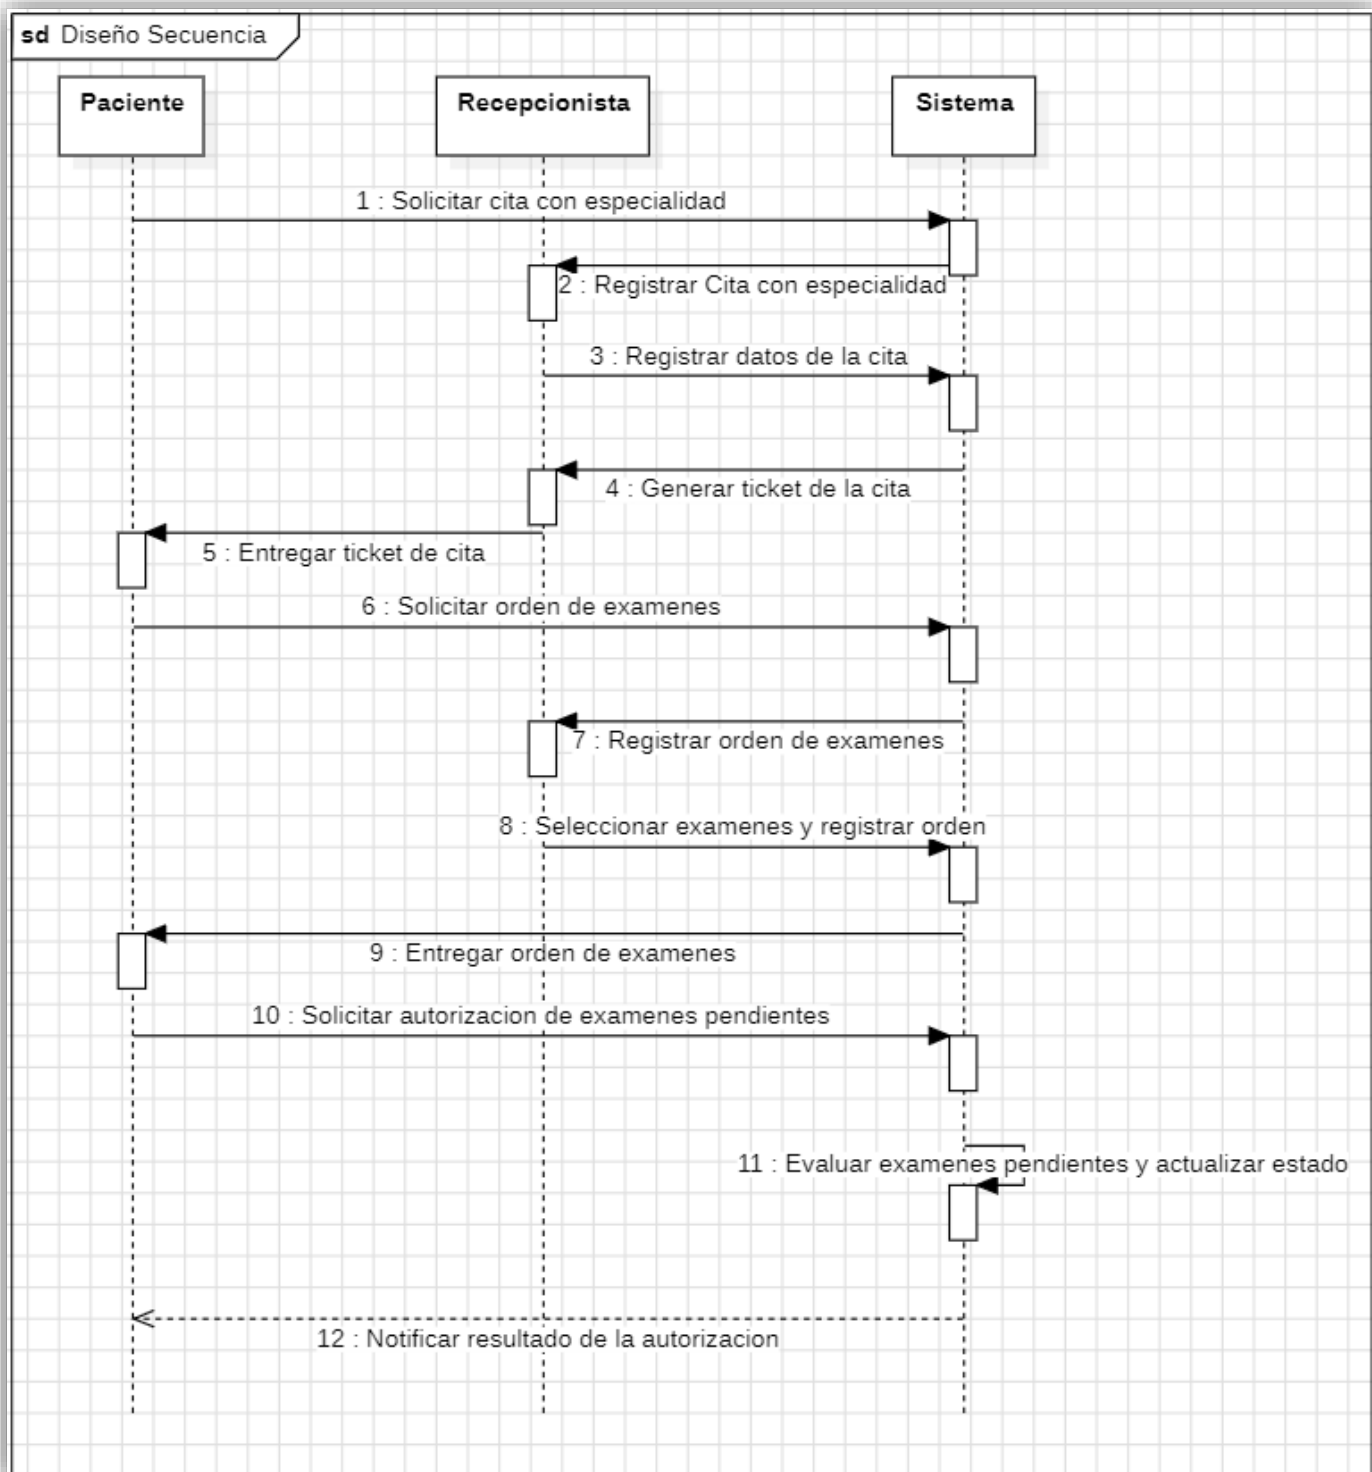 sd Diseño Secuencia
Paciente
Recepcionista
Sistema
1 : Solicitar cita con especialidad
2 : Registrar Cita con especialidad
3 : Registrar datos de la cita
4 : Generar ticket de la cita
5 : Entregar ticket de cita
6 : Solicitar orden de examenes
7 : Registrar orden de examenes
8 : Seleccionar examenes y registrar orden
9 : Entregar orden de examenes
10 : Solicitar autorizacion de examenes pendientes
11 : Evaluar examenes pendientes y actualizar estado
12 : Notificar resultado de la autorizacion